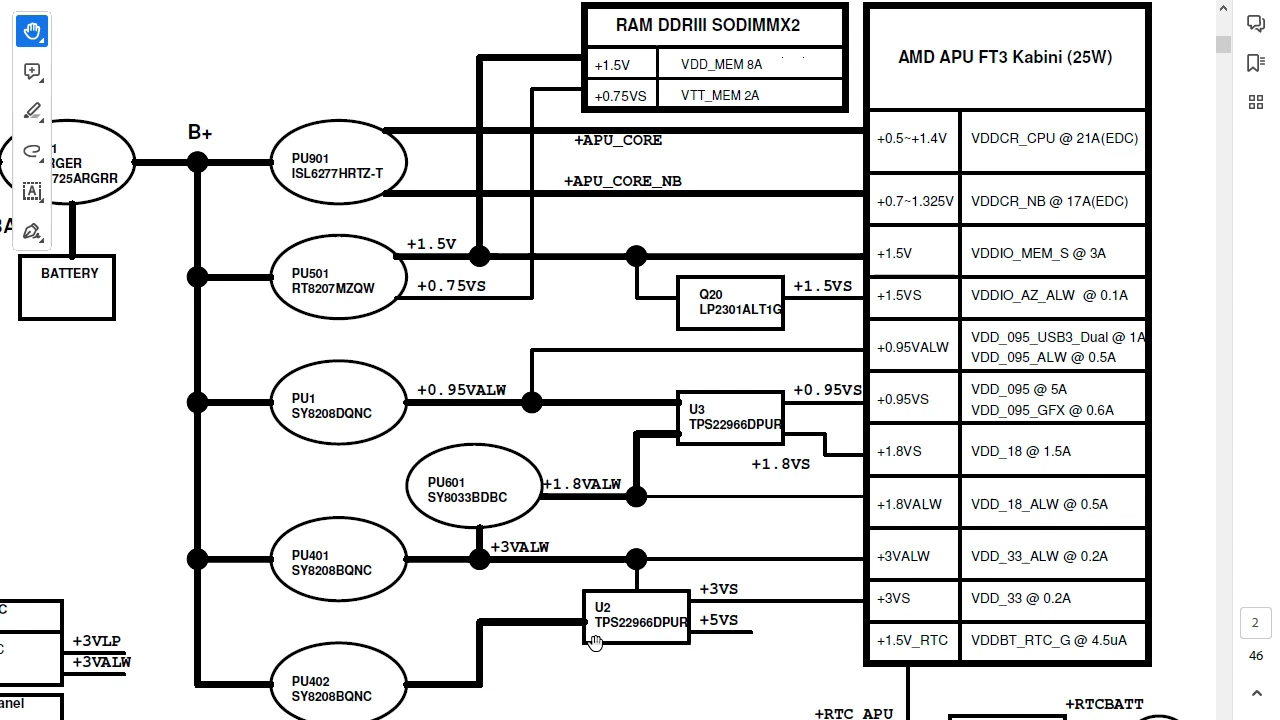 RAM DDRIII SODIMMX2
+1.5V VDD_MEM 8A
+0.75VS VTT_MEM 2A
AMD APU FT3 Kabini (25W)
+0.5~+1.4V VDDCR_CPU @ 21A(EDC)
+0.7~1.325V VDDCR_NB @ 17A(EDC)
+1.5V VDDIO_MEM_S @ 3A
+1.5VS VDDIO_AZ_ALW @ 0.1A
+0.95VALW VDD_095_USB3_Dual @ 1A
VDD_095_ALW @ 0.5A
+0.95VS VDD_095 @ 5A
VDD_095_GFX @ 0.6A
+1.8VS VDD_18 @ 1.5A
+1.8VALW VDD_18_ALW @ 0.5A
+3VALW VDD_33_ALW @ 0.2A
+3VS VDD_33 @ 0.2A
+1.5V_RTC VDDBT_RTC_G @ 4.5uA
B+
1
RGER
725ARGRR
BATTERY
PU901
ISL6277HRTZ-T
+APU_CORE
+APU_CORE_NB
PU501
RT8207MZQW
+1.5V
+0.75VS
Q20
LP2301ALT1G
+1.5VS
PU1
SY8208DQNC
+0.95VALW
U3
TPS22966DPUR
+0.95VS
+1.8VS
PU601
SY8033BDBC
+1.8VALW
PU401
SY8208BQNC
+3VALW
U2
TPS22966DPUR
+3VS
+5VS
PU402
SY8208BQNC
C
+3VLP
+3VALW
anel
+RTC_APU
+RTCBATT
2
46